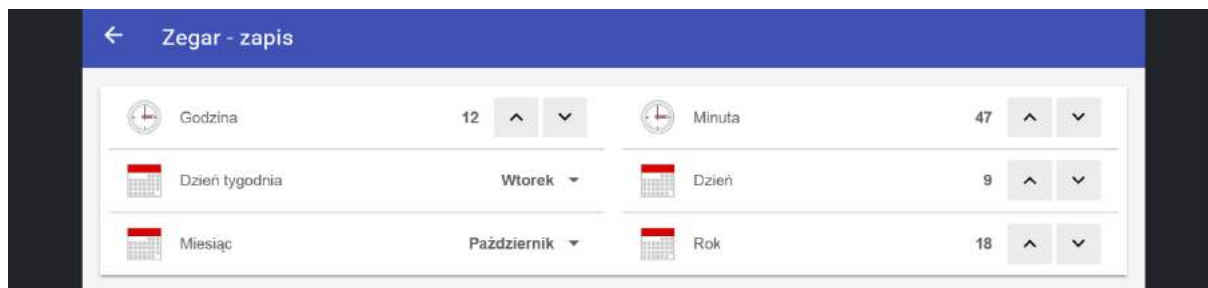 Zegar - zapis
Godzina 12 Minuta 47
Dzień tygodnia Wtorek Dzień 9
Miesiąc Październik Rok 18